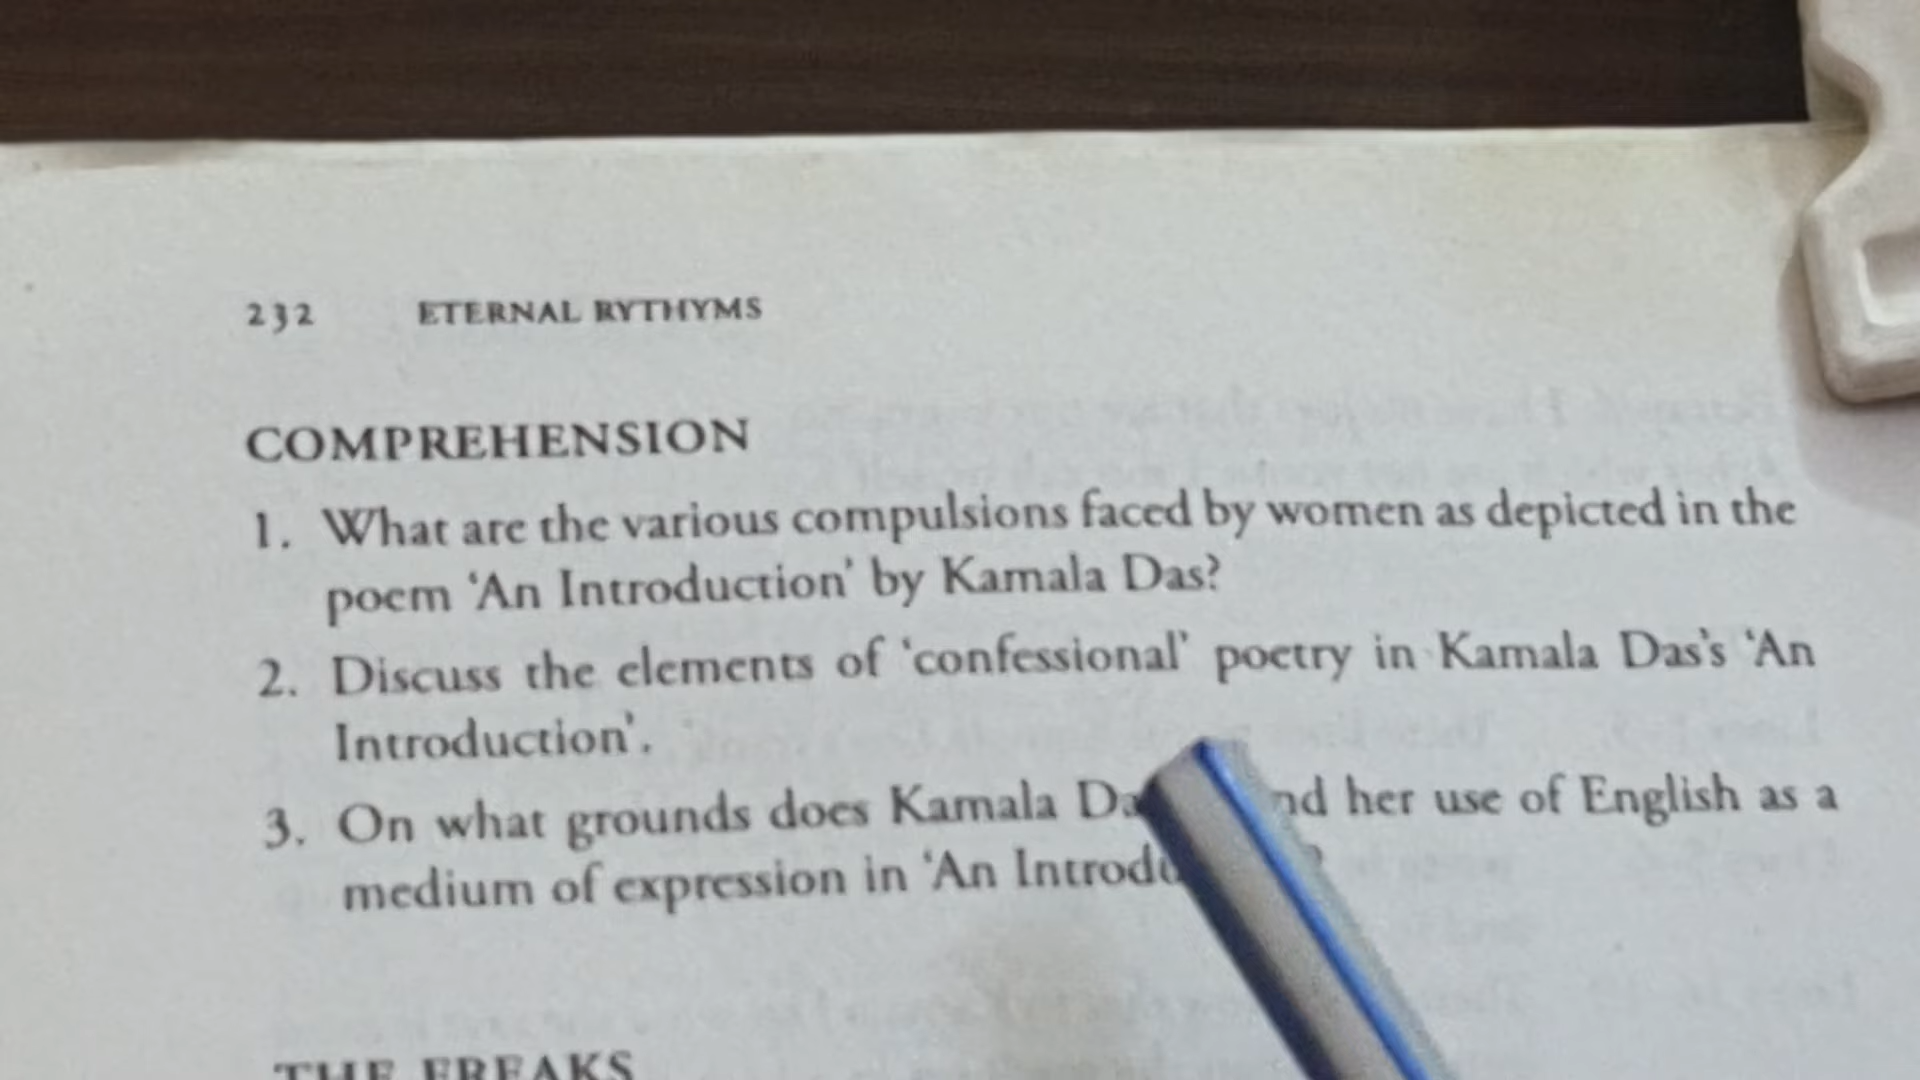 232 ETERNAL RYTHYMS
COMPREHENSION
1. What are the various compulsions faced by women as depicted in the
poem ‘An Introduction’ by Kamala Das?
2. Discuss the elements of ‘confessional’ poetry in Kamala Das’s ‘An
Introduction’.
3. On what grounds does Kamala her use of English as a
medium of expression in ‘An
THE FREAKS